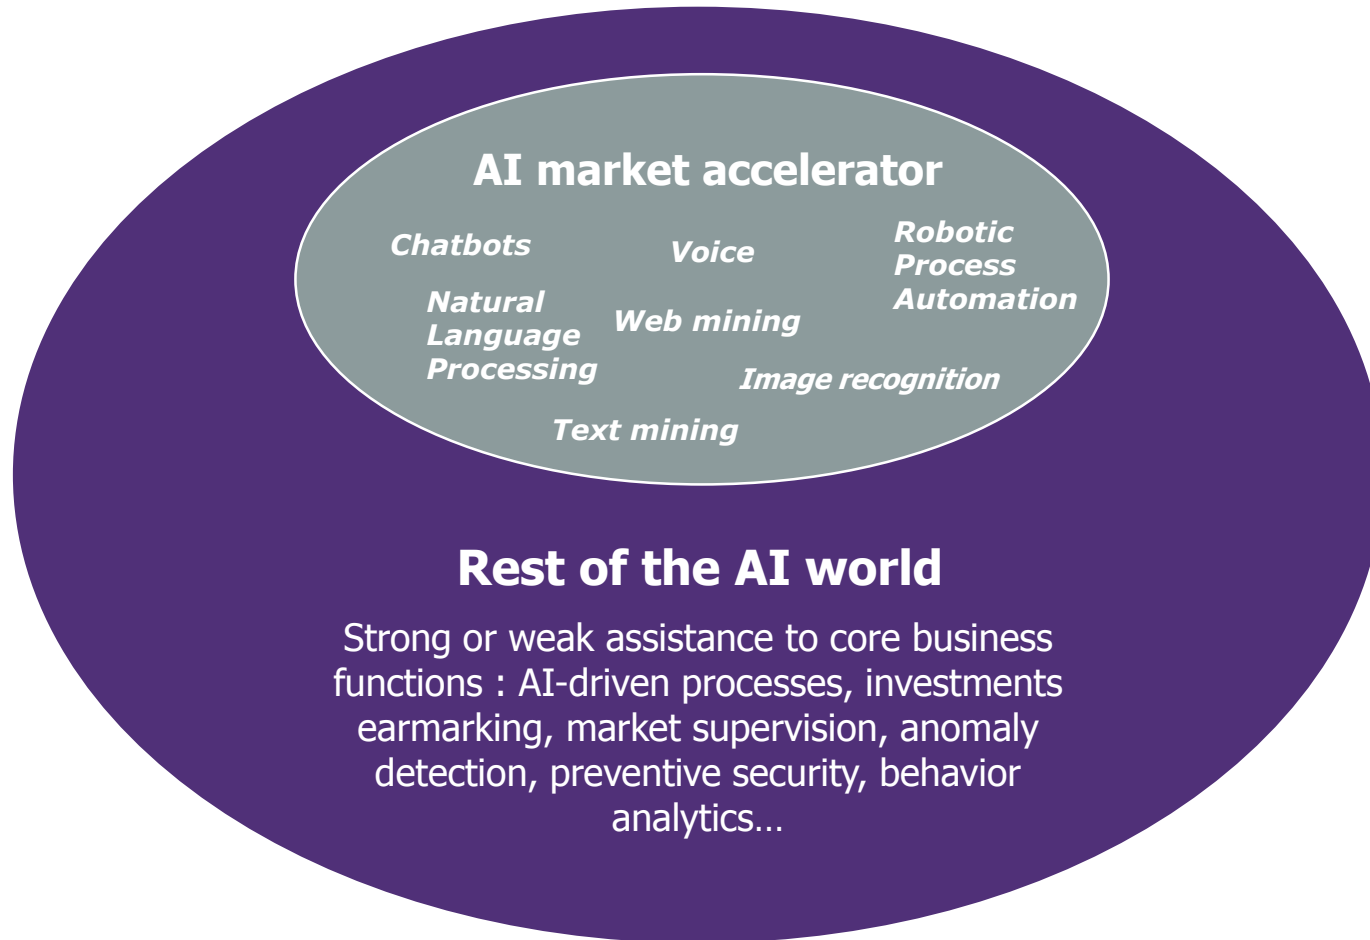 AI market accelerator
Chatbots
Voice
Robotic
Process
Automation
Natural
Language
Processing
Web mining
Image recognition
Text mining
Rest of the AI world
Strong or weak assistance to core business
functions : AI-driven processes, investments
earmarking, market supervision, anomaly
detection, preventive security, behavior
analytics…